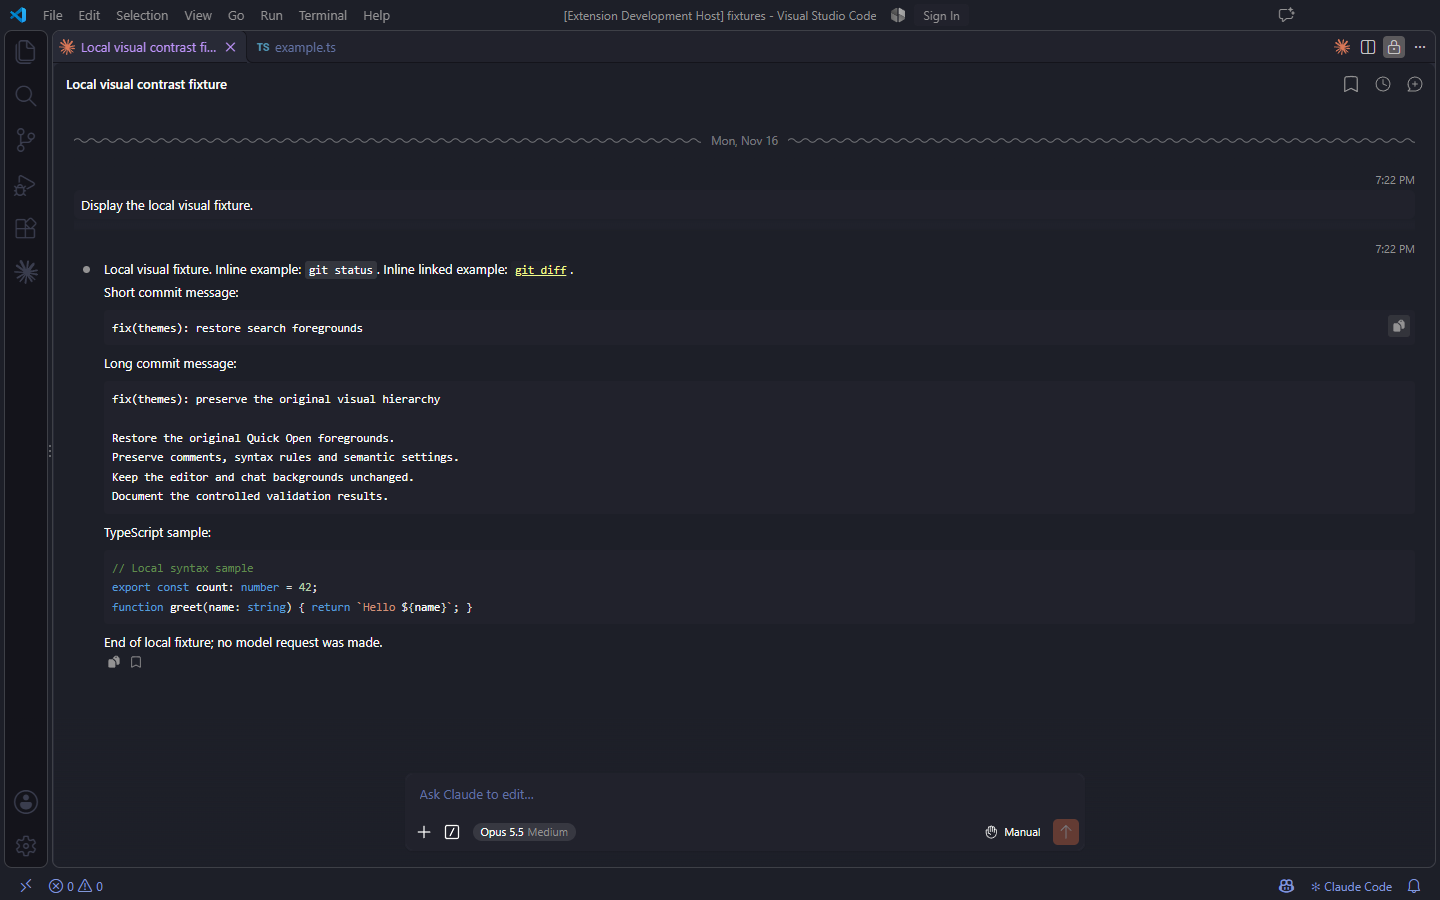 File Edit Selection View Go Run Terminal Help
[Extension Development Host] fixtures - Visual Studio Code
Sign In
Local visual contrast fi...
TS example.ts
Local visual contrast fixture
Mon, Nov 16
7:22 PM
Display the local visual fixture.
7:22 PM
Local visual fixture. Inline example: git status. Inline linked example: git diff.
Short commit message:
fix(themes): restore search foregrounds
Long commit message:
fix(themes): preserve the original visual hierarchy
Restore the original Quick Open foregrounds.
Preserve comments, syntax rules and semantic settings.
Keep the editor and chat backgrounds unchanged.
Document the controlled validation results.
TypeScript sample:
// Local syntax sample
export const count: number = 42;
function greet(name: string) { return `Hello ${name}`; }
End of local fixture; no model request was made.
Ask Claude to edit...
Opus 5.5 Medium
Manual
0 0
Claude Code